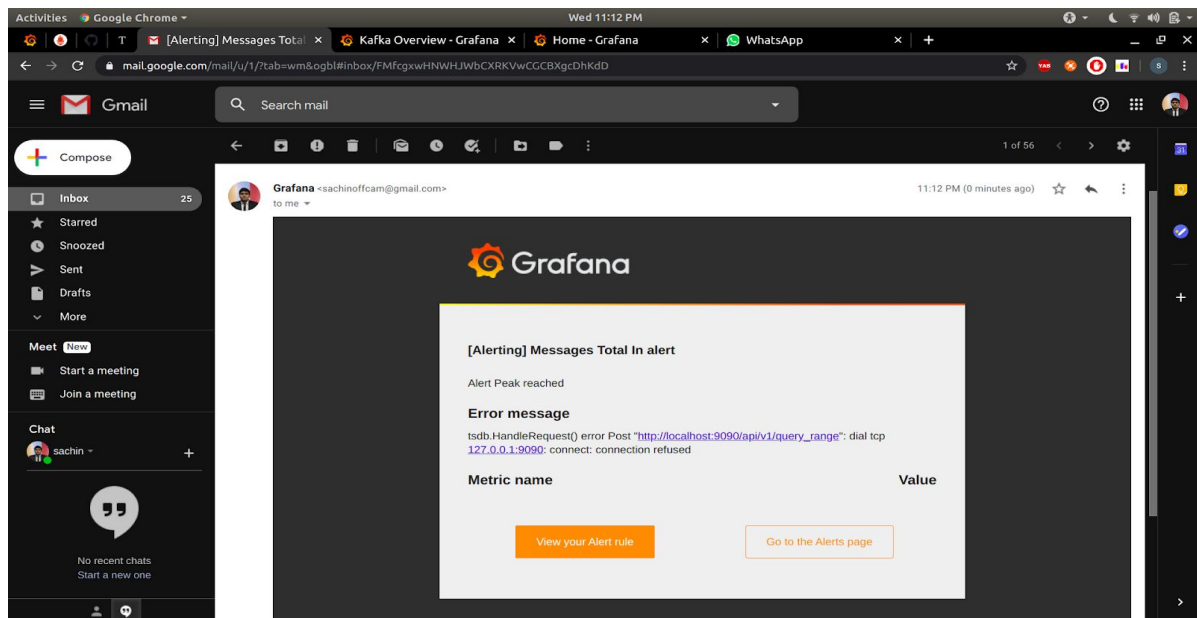 Activities Google Chrome Wed 11:12 PM
T [Alerting] Messages Total Kafka Overview - Grafana Home - Grafana WhatsApp
mail.google.com/mail/u/1/?tab=wm&ogbl#inbox/FMfcgxwHNWHJWbCXRKVwCGCBXgcDhKdD YAB S
Gmail Search mail
Compose 1 of 56 31
Grafana <sachinoffcam@gmail.com> 11:12 PM (0 minutes ago)
to me
Inbox 25
Starred
Snoozed
Sent
Drafts
More
Meet New
Start a meeting
Join a meeting
Chat
sachin
No recent chats
Start a new one
Grafana
[Alerting] Messages Total In alert
Alert Peak reached
Error message
tsdb.HandleRequest() error Post "http://localhost:9090/api/v1/query_range": dial tcp
127.0.0.1:9090: connect: connection refused
Metric name Value
View your Alert rule Go to the Alerts page